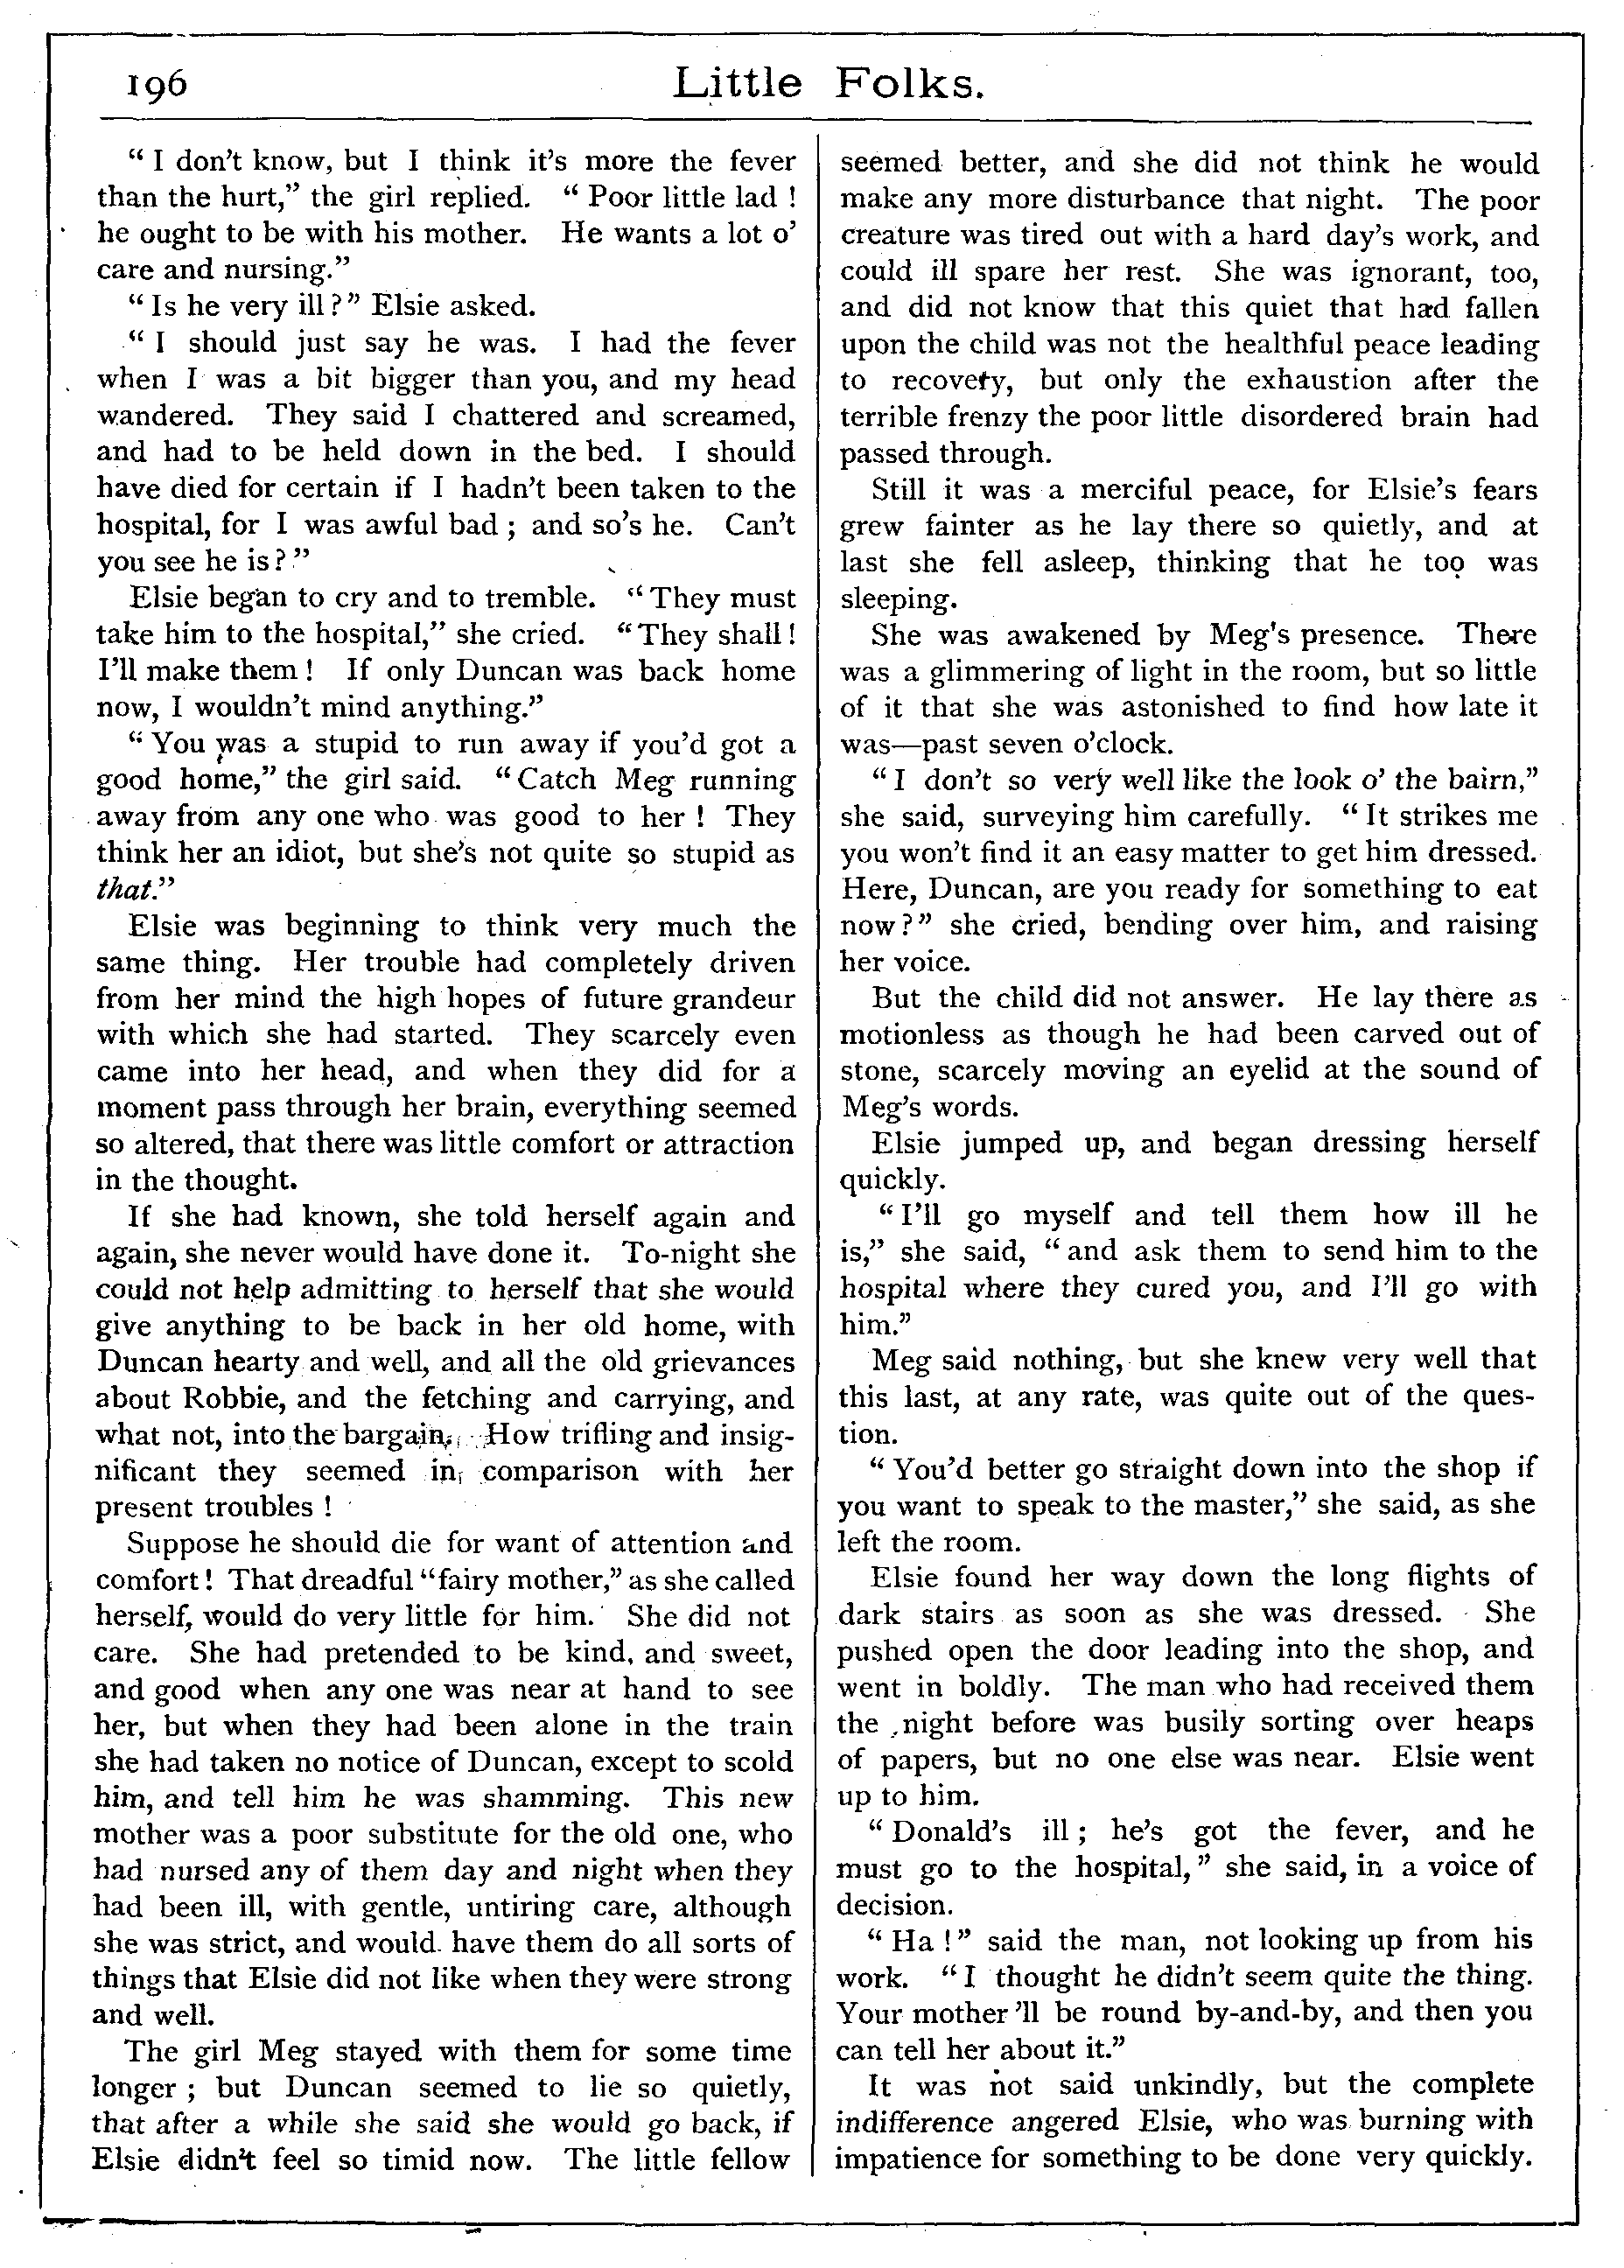 196
Little Folks.
“ I don’t know, but I think it’s more the fever
than the hurt,” the girl replied. “ Poor little lad !
he ought to be with his mother. He wants a lot o’
care and nursing.”
“ Is he very ill ? ” Elsie asked.
“ I should just say he was. I had the fever
when I was a bit bigger than you, and my head
wandered. They said I chattered and screamed,
and had to be held down in the bed. I should
have died for certain if I hadn’t been taken to the
hospital, for I was awful bad ; and so’s he. Can’t
you see he is ? ”
Elsie began to cry and to tremble. “ They must
take him to the hospital,” she cried. “ They shall !
I’ll make them ! If only Duncan was back home
now, I wouldn’t mind anything.”
“ You was a stupid to run away if you’d got a
good home,” the girl said. “ Catch Meg running
away from any one who was good to her ! They
think her an idiot, but she’s not quite so stupid as
that.”
Elsie was beginning to think very much the
same thing. Her trouble had completely driven
from her mind the high hopes of future grandeur
with which she had started. They scarcely even
came into her head, and when they did for a
moment pass through her brain, everything seemed
so altered, that there was little comfort or attraction
in the thought.
If she had known, she told herself again and
again, she never would have done it. To-night she
could not help admitting to herself that she would
give anything to be back in her old home, with
Duncan hearty and well, and all the old grievances
about Robbie, and the fetching and carrying, and
what not, into the bargain. How trifling and insig-
nificant they seemed in comparison with her
present troubles !
Suppose he should die for want of attention and
comfort ! That dreadful “fairy mother,” as she called
herself, would do very little for him. She did not
care. She had pretended to be kind, and sweet,
and good when any one was near at hand to see
her, but when they had been alone in the train
she had taken no notice of Duncan, except to scold
him, and tell him he was shamming. This new
mother was a poor substitute for the old one, who
had nursed any of them day and night when they
had been ill, with gentle, untiring care, although
she was strict, and would have them do all sorts of
things that Elsie did not like when they were strong
and well.
The girl Meg stayed with them for some time
longer ; but Duncan seemed to lie so quietly,
that after a while she said she would go back, if
Elsie didn’t feel so timid now. The little fellow
seemed better, and she did not think he would
make any more disturbance that night. The poor
creature was tired out with a hard day’s work, and
could ill spare her rest. She was ignorant, too,
and did not know that this quiet that had fallen
upon the child was not the healthful peace leading
to recovery, but only the exhaustion after the
terrible frenzy the poor little disordered brain had
passed through.
Still it was a merciful peace, for Elsie’s fears
grew fainter as he lay there so quietly, and at
last she fell asleep, thinking that he too was
sleeping.
She was awakened by Meg’s presence. There
was a glimmering of light in the room, but so little
of it that she was astonished to find how late it
was—past seven o’clock.
“ I don’t so very well like the look o’ the bairn,”
she said, surveying him carefully. “ It strikes me
you won’t find it an easy matter to get him dressed.
Here, Duncan, are you ready for something to eat
now ? ” she cried, bending over him, and raising
her voice.
But the child did not answer. He lay there as
motionless as though he had been carved out of
stone, scarcely moving an eyelid at the sound of
Meg’s words.
Elsie jumped up, and began dressing herself
quickly.
“ I’ll go myself and tell them how ill he
is,” she said, “ and ask them to send him to the
hospital where they cured you, and I’ll go with
him.”
Meg said nothing, but she knew very well that
this last, at any rate, was quite out of the ques-
tion.
“ You’d better go straight down into the shop if
you want to speak to the master,” she said, as she
left the room.
Elsie found her way down the long flights of
dark stairs as soon as she was dressed. She
pushed open the door leading into the shop, and
went in boldly. The man who had received them
the night before was busily sorting over heaps
of papers, but no one else was near. Elsie went
up to him.
“ Donald’s ill ; he’s got the fever, and he
must go to the hospital, ” she said, in a voice of
decision.
“ Ha ! ” said the man, not looking up from his
work. “ I thought he didn’t seem quite the thing.
Your mother ’ll be round by-and-by, and then you
can tell her about it.”
It was not said unkindly, but the complete
indifference angered Elsie, who was burning with
impatience for something to be done very quickly.